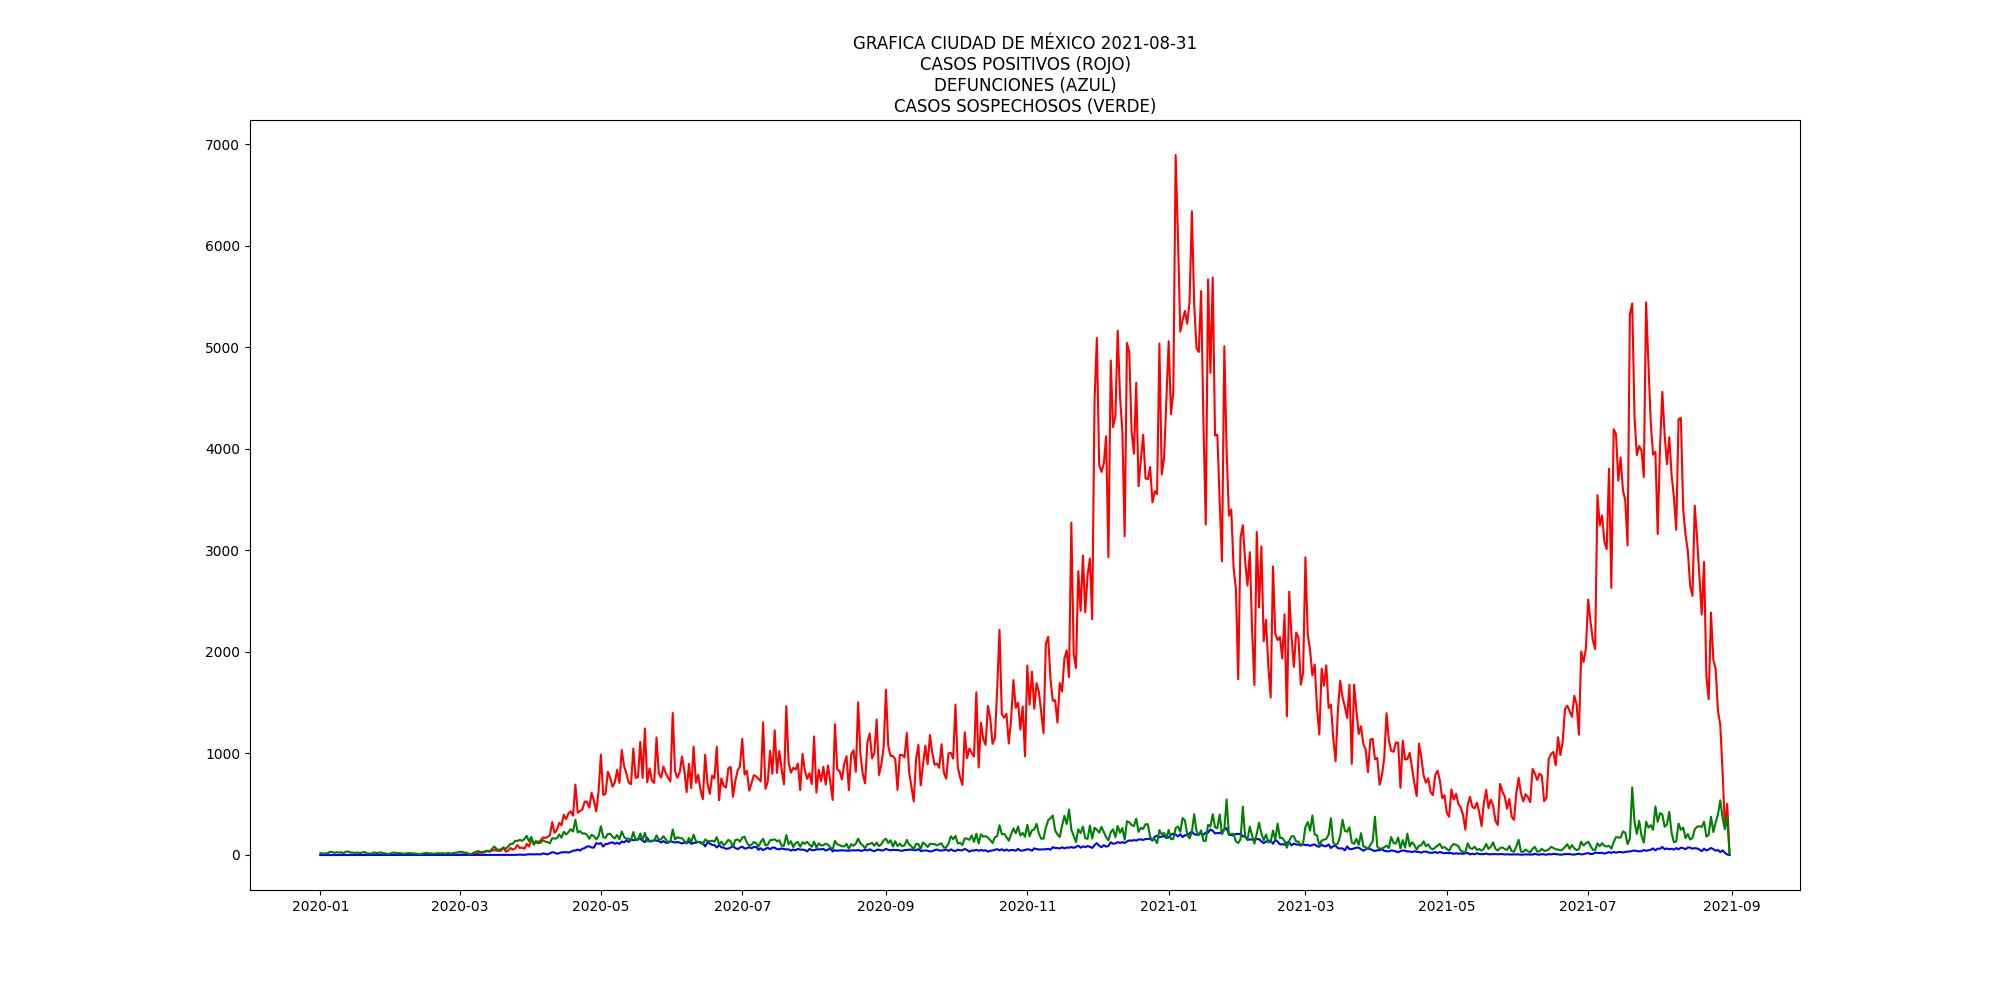 GRAFICA CIUDAD DE MÉXICO 2021-08-31
CASOS POSITIVOS (ROJO)
DEFUNCIONES (AZUL)
CASOS SOSPECHOSOS (VERDE)
7000
6000
5000
4000
3000
2000
1000
0
2020-01 2020-03 2020-05 2020-07 2020-09 2020-11 2021-01 2021-03 2021-05 2021-07 2021-09